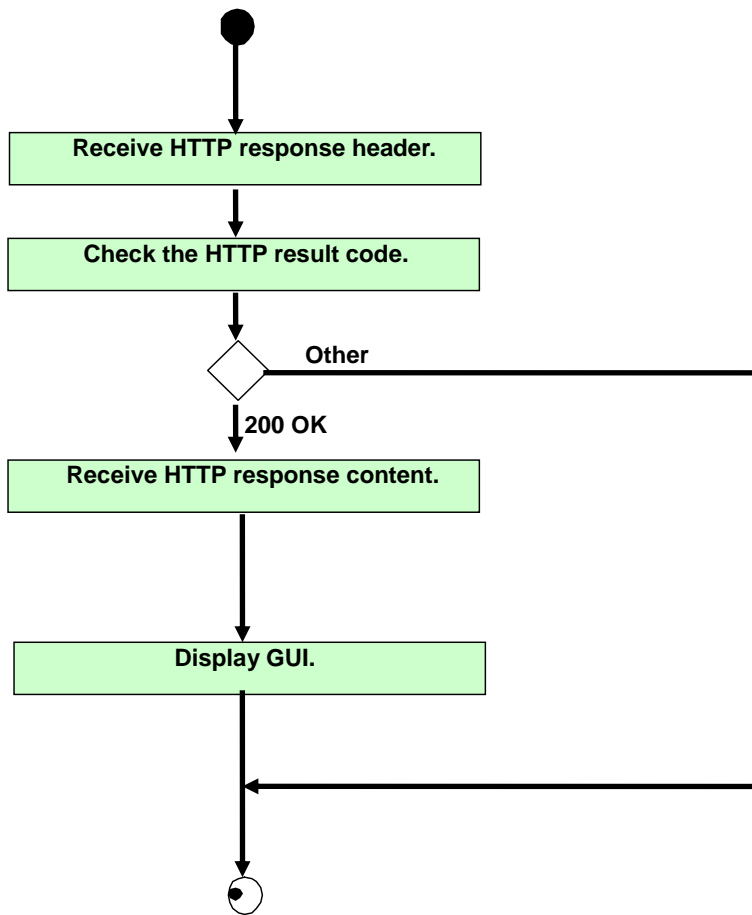 Receive HTTP response header.
Check the HTTP result code.
Other
200 OK
Receive HTTP response content.
Display GUI.